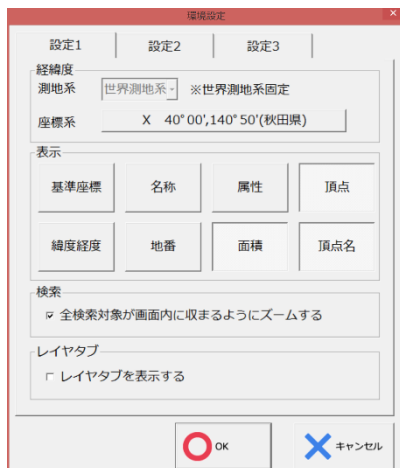 環境設定
設定1 設定2 設定3
経緯度
測地系 世界測地系 ※世界測地系固定
座標系 X 40°00',140°50'(秋田県)
表示
基準座標 名称 属性 頂点
緯度経度 地番 面積 頂点名
検索
全検索対象が画面内に収まるようにズームする
レイヤタブ
レイヤタブを表示する
OK キャンセル